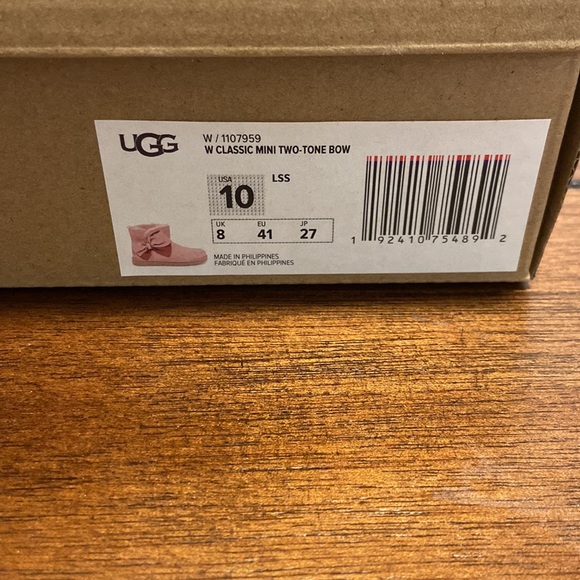 UGG
W / 1107959
W CLASSIC MINI TWO-TONE BOW
USA
10
LSS
UK EU JP
8 41 27
MADE IN PHILIPPINES
FABRIQUÉ EN PHILIPPINES
1 92410 75489 2